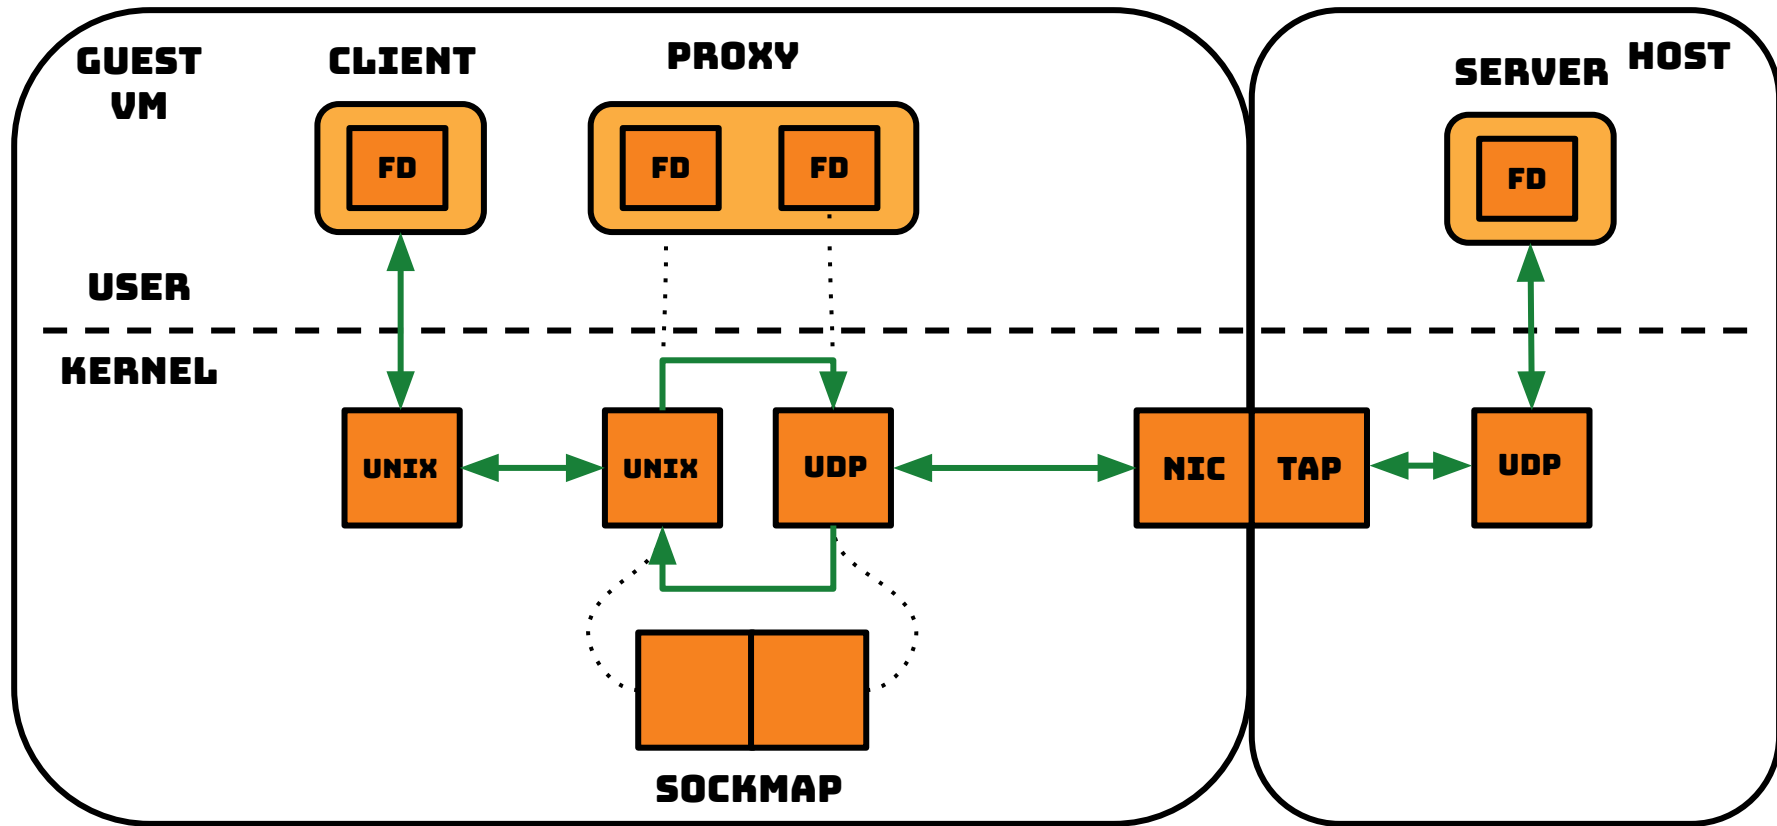 GUEST
VM
CLIENT
PROXY
SERVER
HOST
FD
FD
FD
FD
USER
KERNEL
UNIX
UNIX
UDP
NIC
TAP
UDP
SOCKMAP